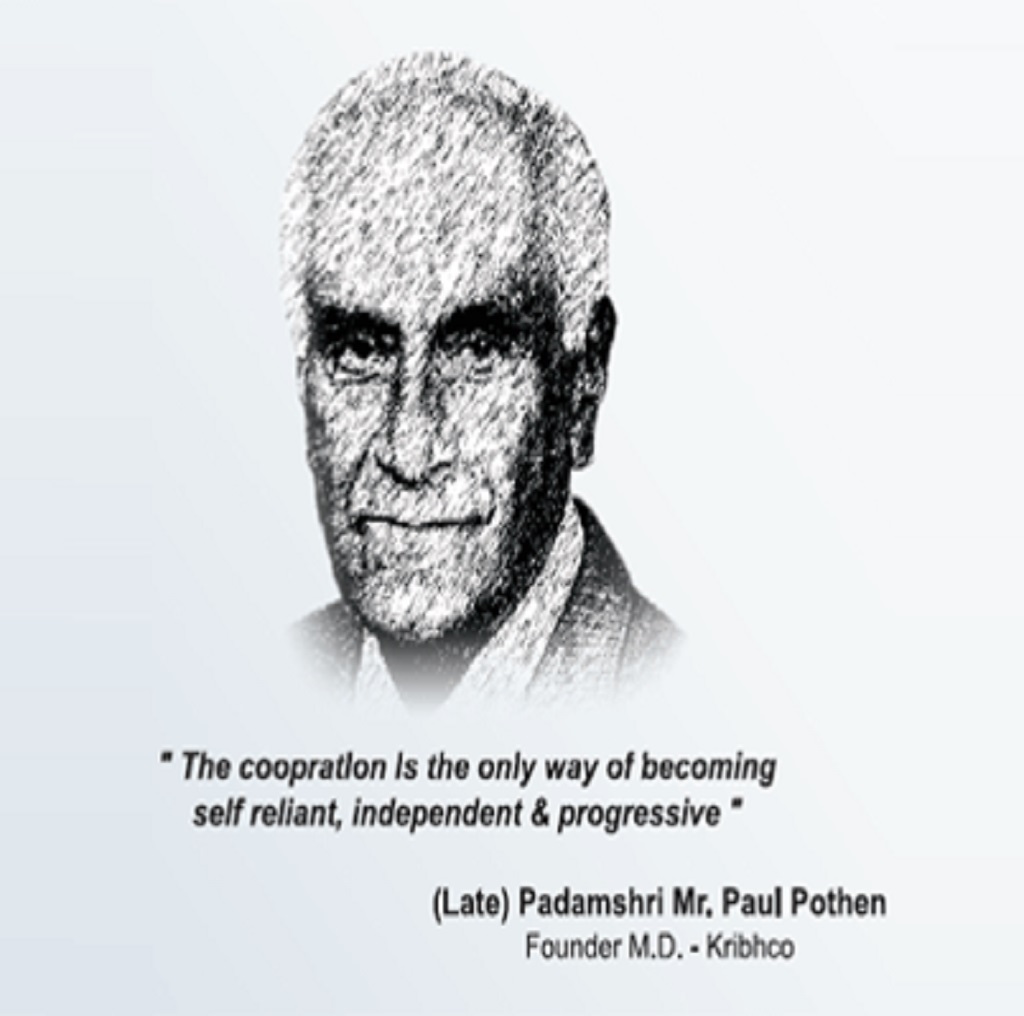 " The coopration is the only way of becoming
self reliant, independent & progressive "
(Late) Padamshri Mr. Paul Pothen
Founder M.D. - Kribhco